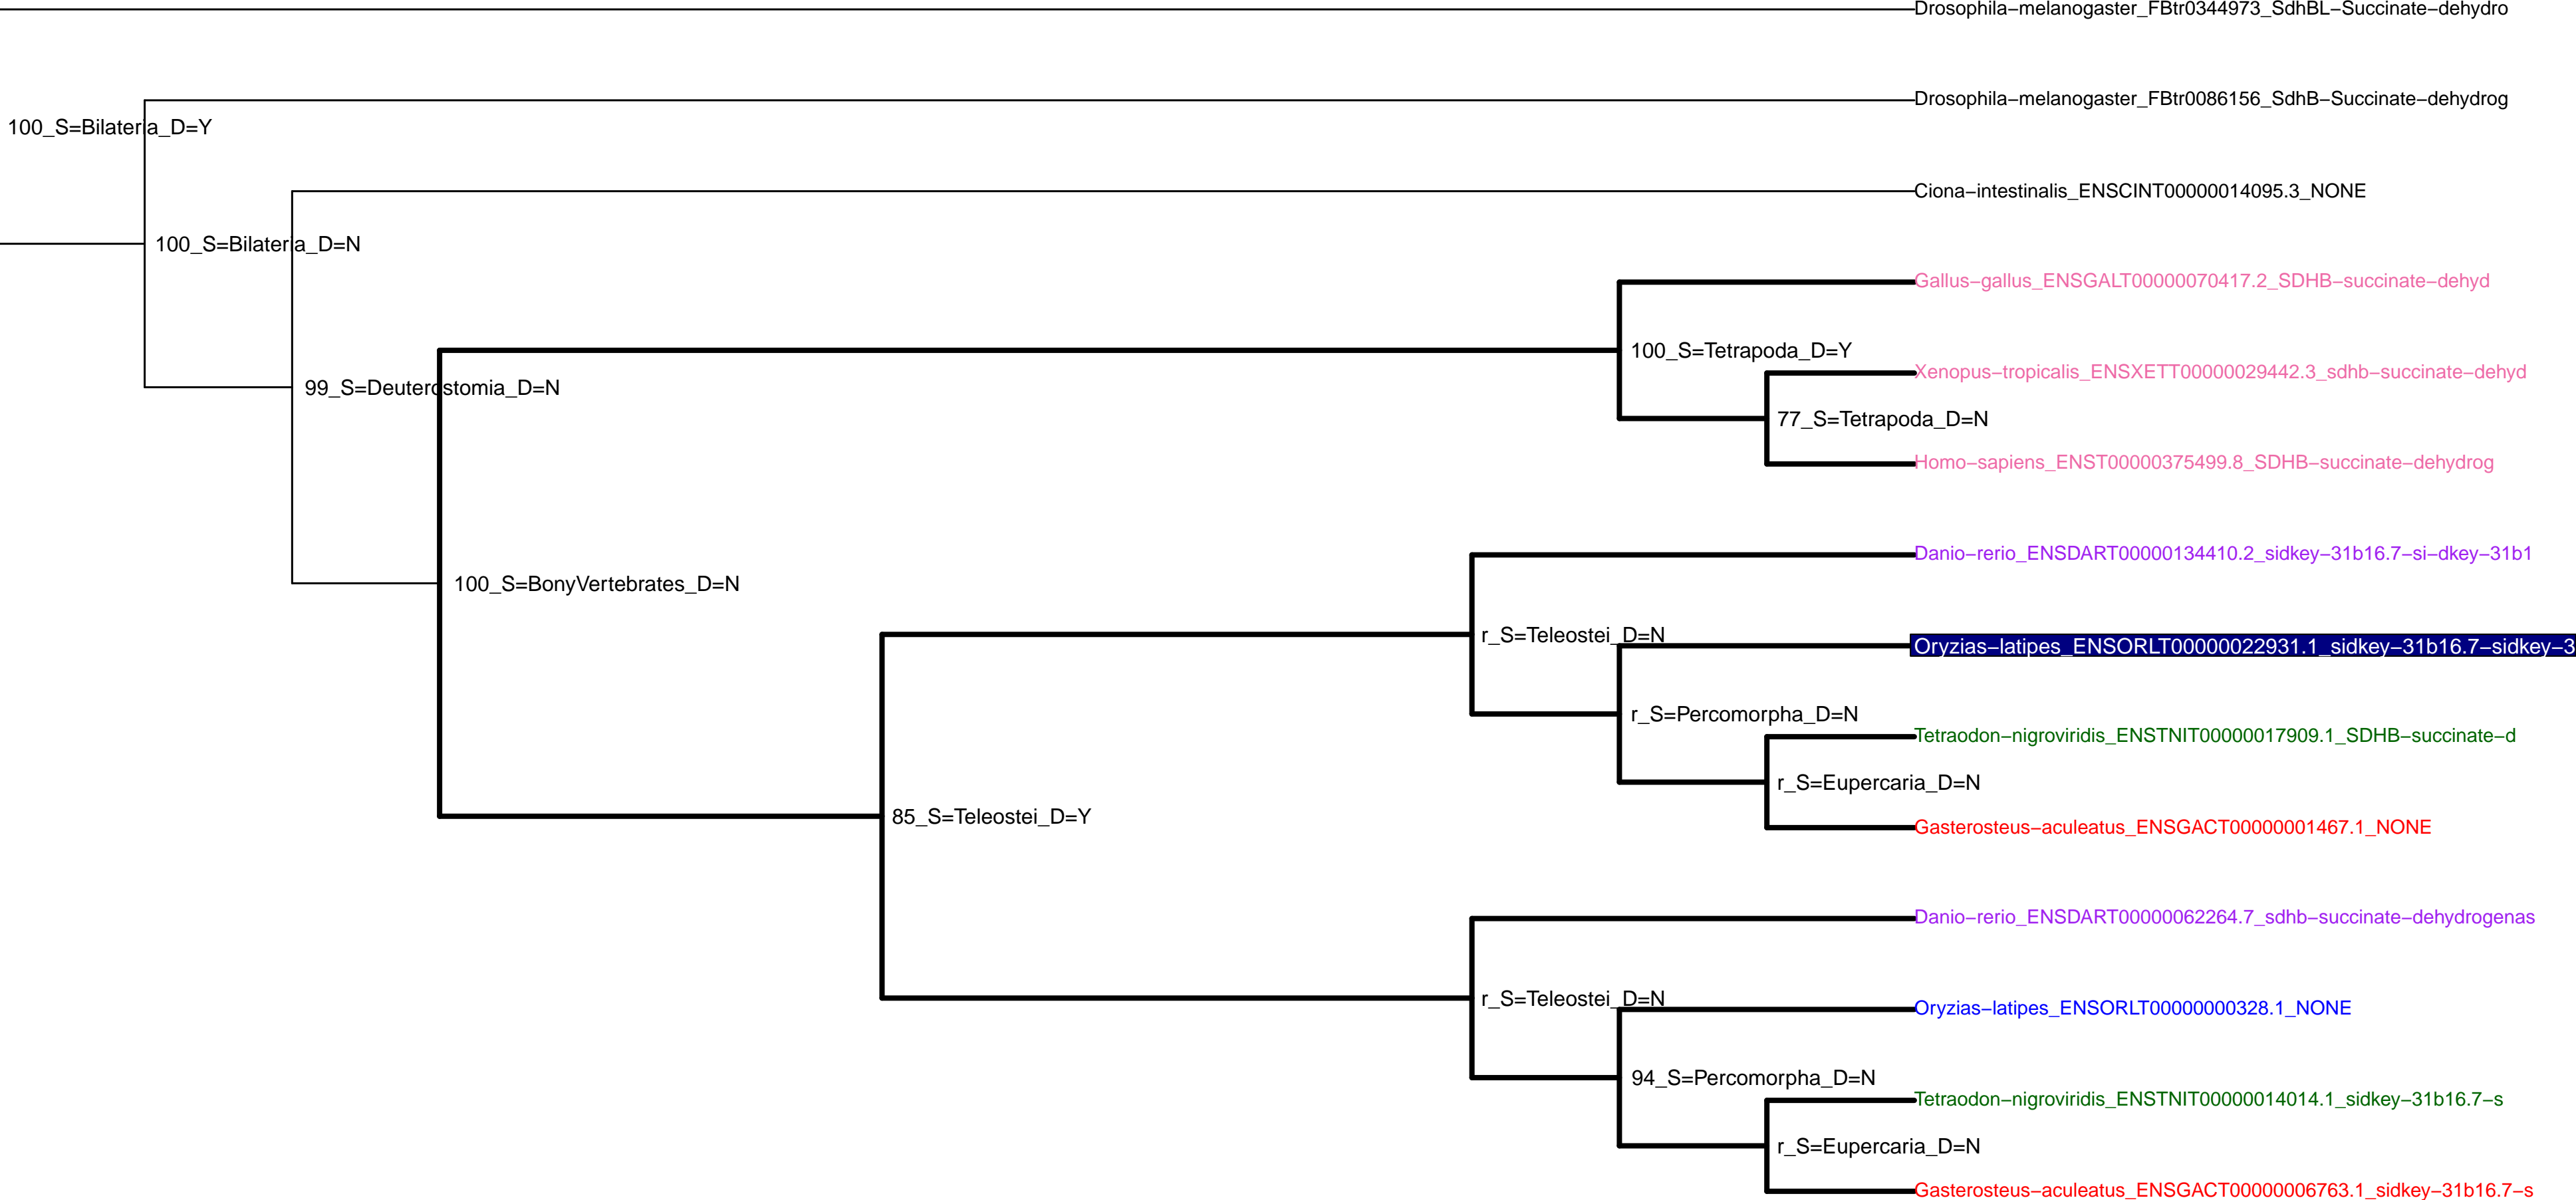 Drosophila−melanogaster_FBtr0344973_SdhBL−Succinate−dehydro
Drosophila−melanogaster_FBtr0086156_SdhB−Succinate−dehydrog
100_S=Bilateria_D=Y
Ciona−intestinalis_ENSCINT00000014095.3_NONE
100_S=Bilateria_D=N
Gallus−gallus_ENSGALT00000070417.2_SDHB−succinate−dehyd
100_S=Tetrapoda_D=Y
Xenopus−tropicalis_ENSXETT00000029442.3_sdhb−succinate−dehyd
99_S=Deuterostomia_D=N
77_S=Tetrapoda_D=N
Homo−sapiens_ENST00000375499.8_SDHB−succinate−dehydrog
Danio−rerio_ENSDART00000134410.2_sidkey−31b16.7−si−dkey−31b1
100_S=BonyVertebrates_D=N
r_S=Teleostei_D=N
Oryzias−latipes_ENSORLT00000022931.1_sidkey−31b16.7−sidkey−3
r_S=Percomorpha_D=N
Tetraodon−nigroviridis_ENSTNIT00000017909.1_SDHB−succinate−d
r_S=Eupercaria_D=N
85_S=Teleostei_D=Y
Gasterosteus−aculeatus_ENSGACT00000001467.1_NONE
Danio−rerio_ENSDART00000062264.7_sdhb−succinate−dehydrogenas
r_S=Teleostei_D=N
Oryzias−latipes_ENSORLT00000000328.1_NONE
94_S=Percomorpha_D=N
Tetraodon−nigroviridis_ENSTNIT00000014014.1_sidkey−31b16.7−s
r_S=Eupercaria_D=N
Gasterosteus−aculeatus_ENSGACT00000006763.1_sidkey−31b16.7−s